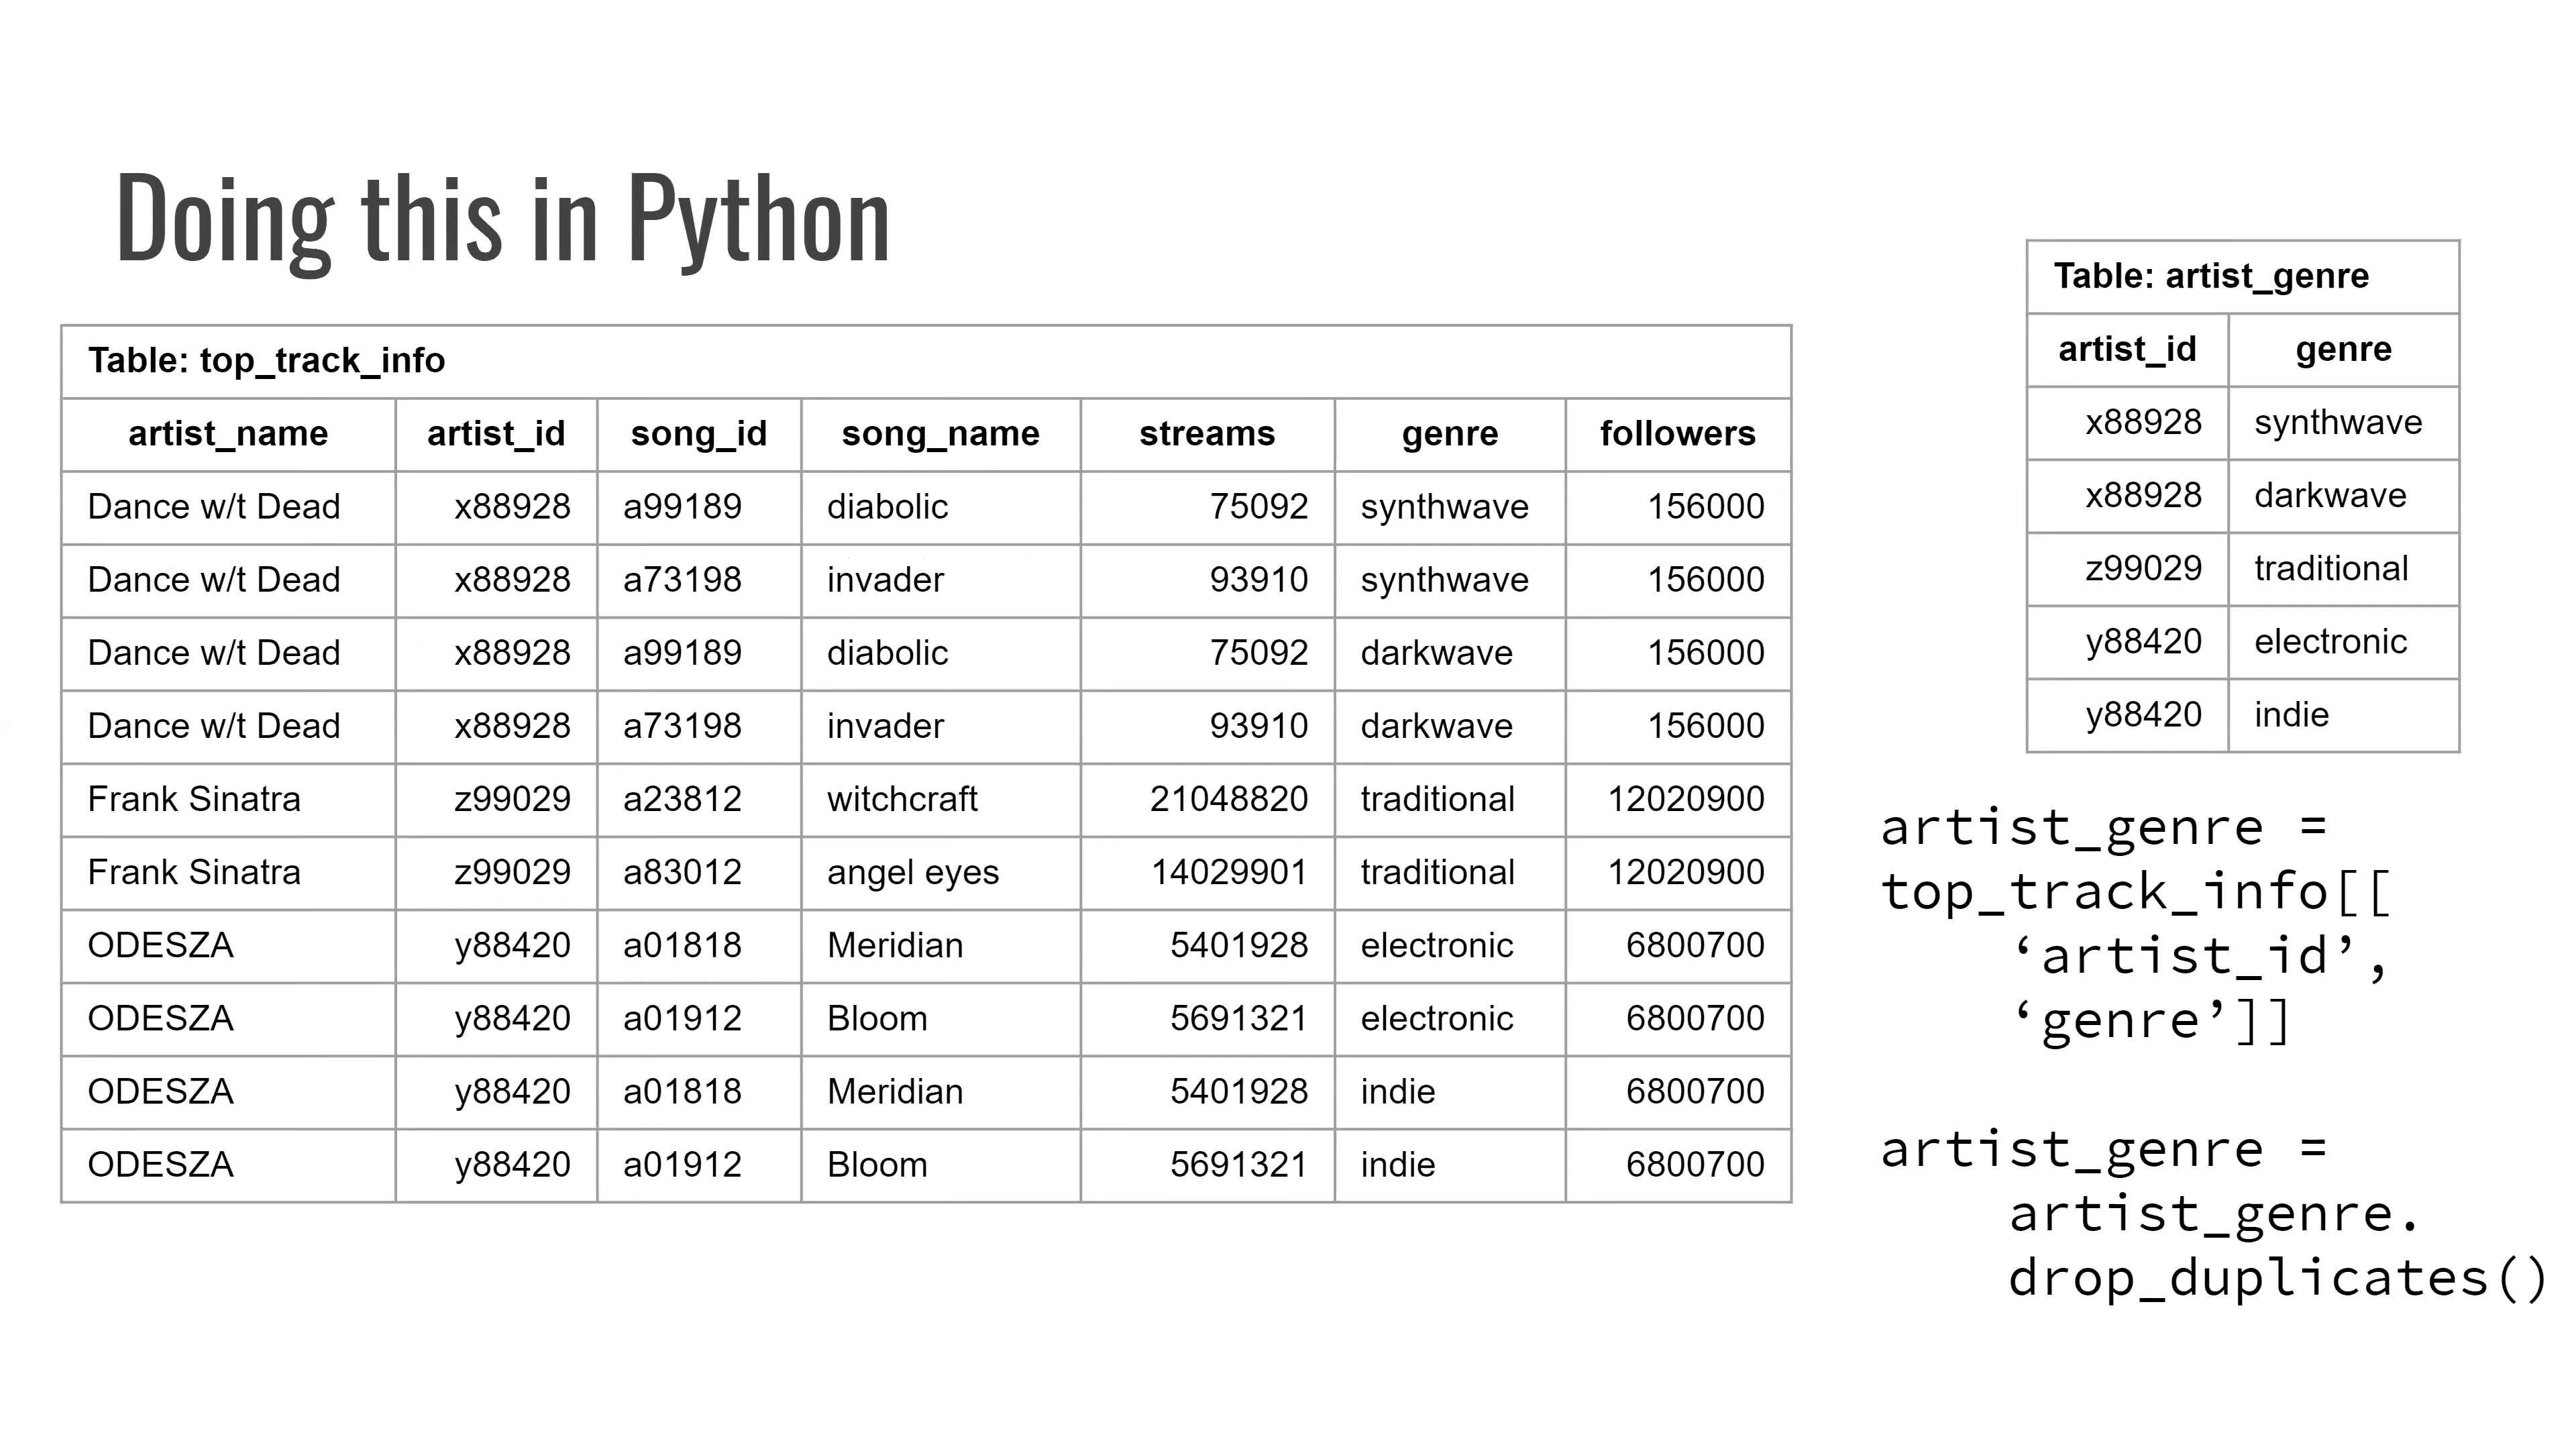 Doing this in Python
Table: top_track_info
artist_name artist_id song_id song_name streams genre followers
Dance w/t Dead x88928 a99189 diabolic 75092 synthwave 156000
Dance w/t Dead x88928 a73198 invader 93910 synthwave 156000
Dance w/t Dead x88928 a99189 diabolic 75092 darkwave 156000
Dance w/t Dead x88928 a73198 invader 93910 darkwave 156000
Frank Sinatra z99029 a23812 witchcraft 21048820 traditional 12020900
Frank Sinatra z99029 a83012 angel eyes 14029901 traditional 12020900
ODESZA y88420 a01818 Meridian 5401928 electronic 6800700
ODESZA y88420 a01912 Bloom 5691321 electronic 6800700
ODESZA y88420 a01818 Meridian 5401928 indie 6800700
ODESZA y88420 a01912 Bloom 5691321 indie 6800700
Table: artist_genre
artist_id genre
x88928 synthwave
x88928 darkwave
z99029 traditional
y88420 electronic
y88420 indie
artist_genre =
top_track_info[[
‘artist_id’,
‘genre’]]
artist_genre =
artist_genre.
drop_duplicates()